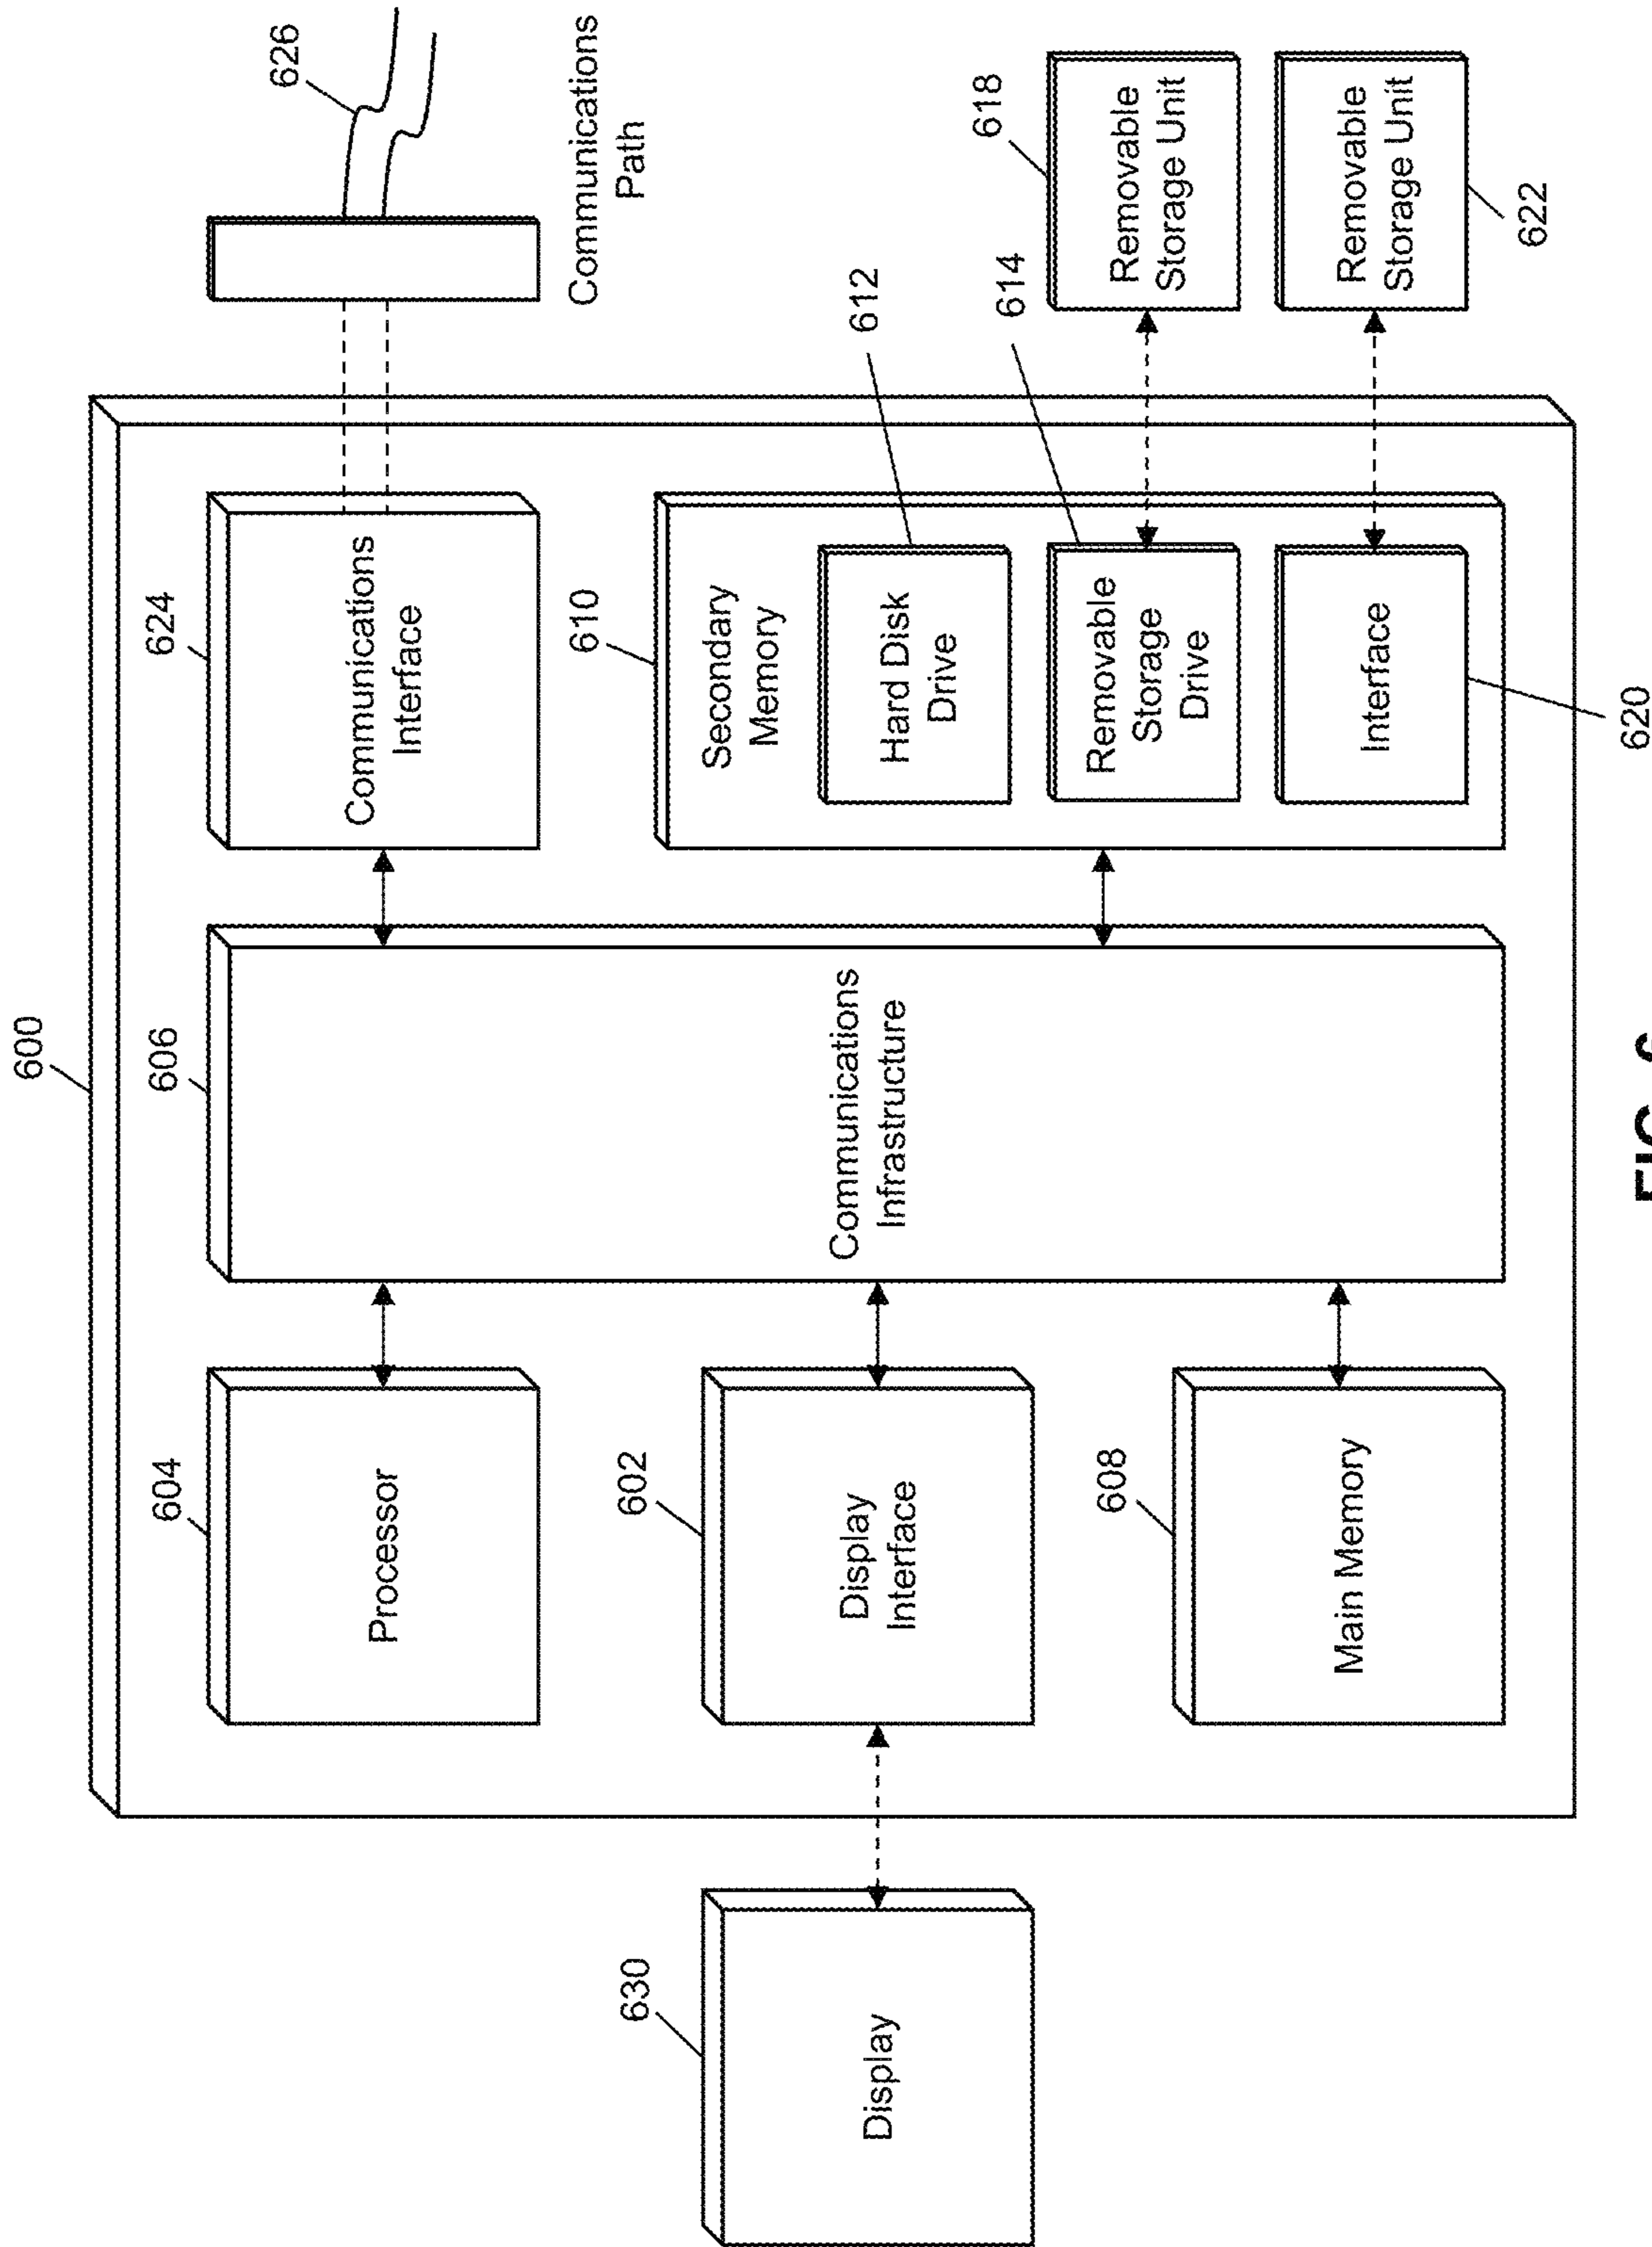 600
626
Communications
Path
604
Processor
606
Communications
Infrastructure
624
Communications
Interface
630
Display
602
Display
Interface
608
Main Memory
610
Secondary
Memory
612
Hard Disk
Drive
614
Removable
Storage
Drive
618
Removable
Storage Unit
Interface
620
Removable
Storage Unit
622
FIG. 6